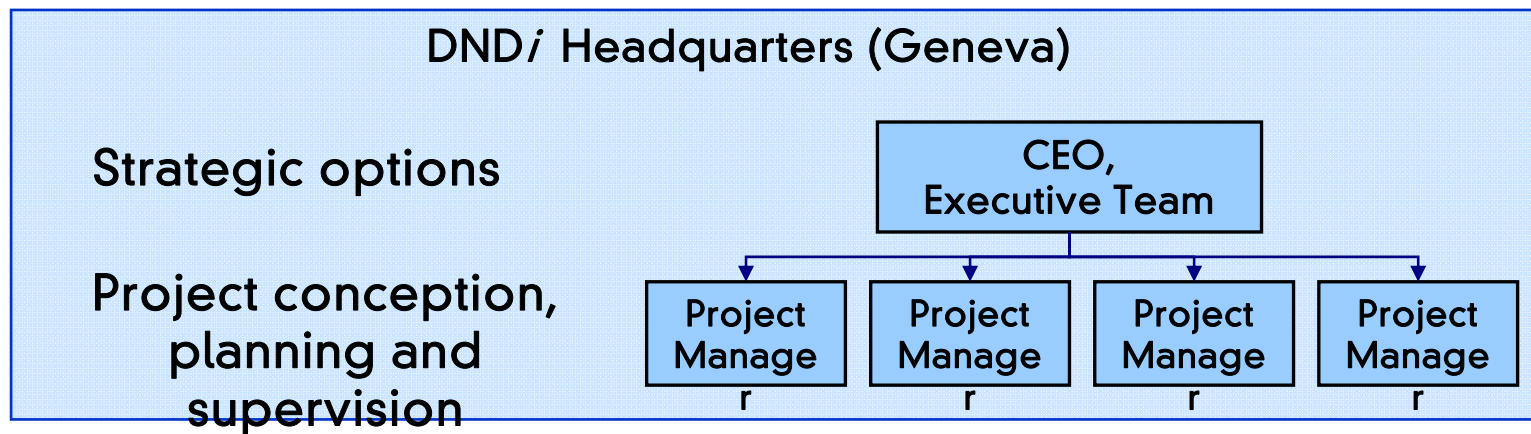 DNDi Headquarters (Geneva)
Strategic options
CEO,
Executive Team
Project conception,
planning and
supervision
Project
Manage
r
Project
Manage
r
Project
Manage
r
Project
Manage
r